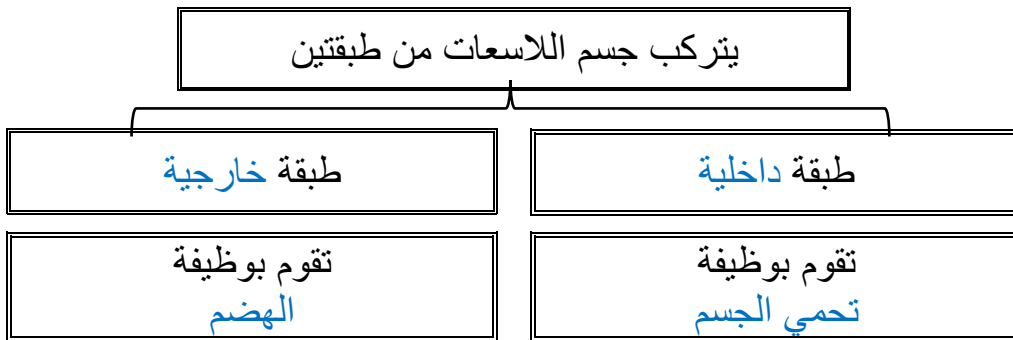 يتركب جسم اللاسعات من طبقتين
طبقة داخلية
طبقة خارجية
تقوم بوظيفة
تحمي الجسم
تقوم بوظيفة
الهضم